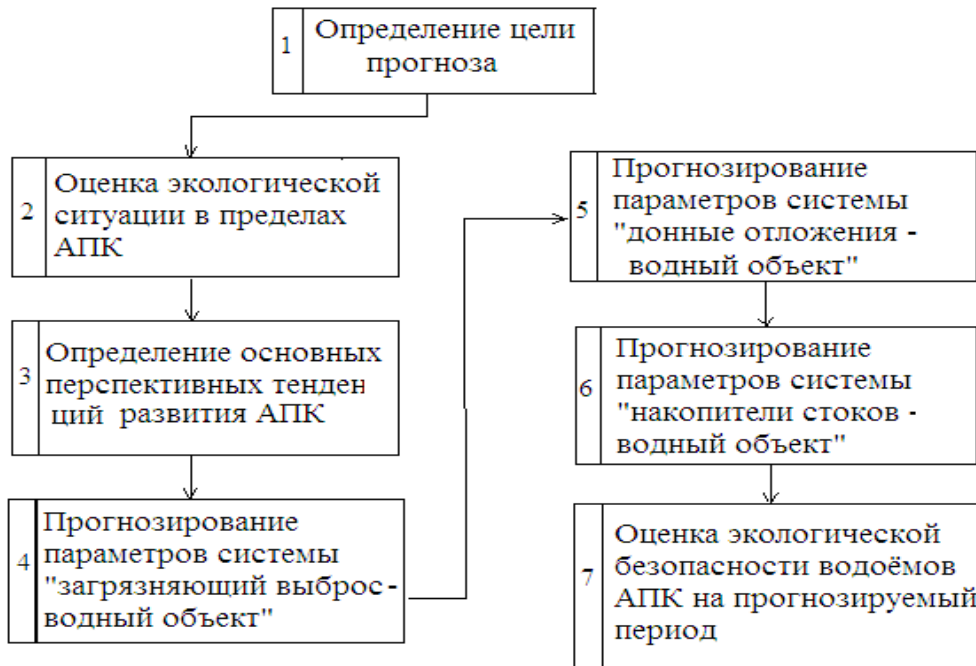 1
Определение цели
прогноза
2
Оценка экологической
ситуации в пределах
АПК
3
Определение основных
перспективных тенден
ций развития АПК
4
Прогнозирование
параметров системы
"загрязняющий выброс -
водный объект"
5
Прогнозирование
параметров системы
"донные отложения -
водный объект"
6
Прогнозирование
параметров системы
"накопители стоков -
водный объект"
7
Оценка экологической
безопасности водоёмов
АПК на прогнозируемый
период